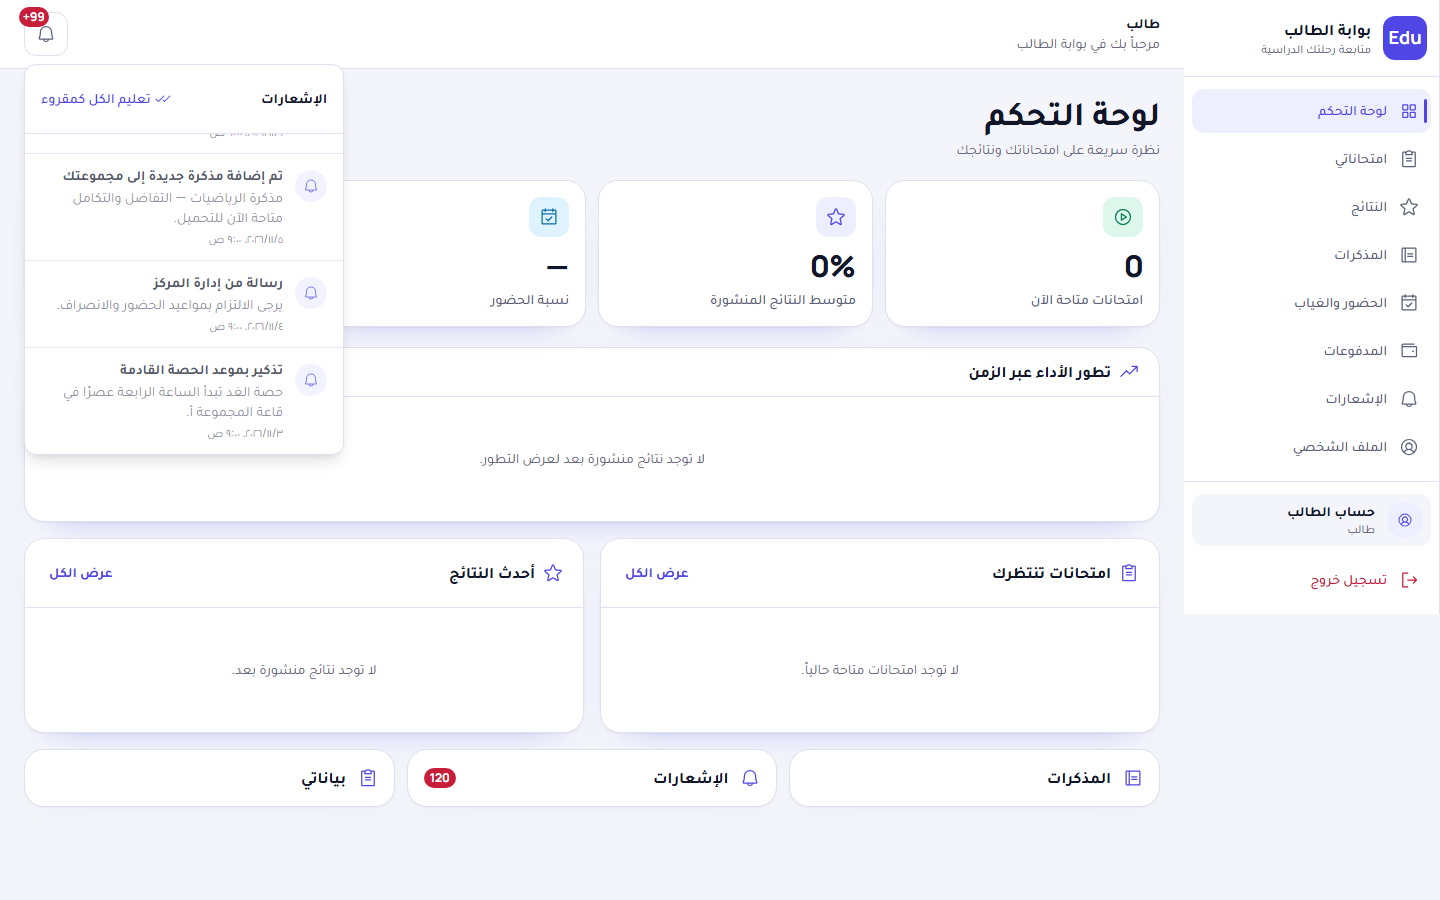 Edu
بوابة الطالب
متابعة رحلتك الدراسية
لوحة التحكم
امتحاناتي
النتائج
المذكرات
الحضور والغياب
المدفوعات
الإشعارات
الملف الشخصي
حساب الطالب
طالب
تسجيل خروج
طالب
مرحباً بك في بوابة الطالب
+99
الإشعارات
تعليم الكل كمقروء
تم إضافة مذكرة جديدة إلى مجموعتك
مذكرة الرياضيات — التفاضل والتكامل
متاحة الآن للتحميل.
٢٠٢٦/١١/٥، ٩:٠٠ ص
رسالة من إدارة المركز
يرجى الالتزام بمواعيد الحضور والانصراف.
٢٠٢٦/١١/٤، ٩:٠٠ ص
تذكير بموعد الحصة القادمة
حصة الغد تبدأ الساعة الرابعة عصرًا في
قاعة المجموعة أ.
٢٠٢٦/١١/٣، ٩:٠٠ ص
لوحة التحكم
نظرة سريعة على امتحاناتك ونتائجك
0
امتحانات متاحة الآن
0%
متوسط النتائج المنشورة
—
نسبة الحضور
تطور الأداء عبر الزمن
لا توجد نتائج منشورة بعد لعرض التطور.
امتحانات تنتظرك
عرض الكل
لا توجد امتحانات متاحة حالياً.
أحدث النتائج
عرض الكل
لا توجد نتائج منشورة بعد.
المذكرات
الإشعارات
120
بياناتي